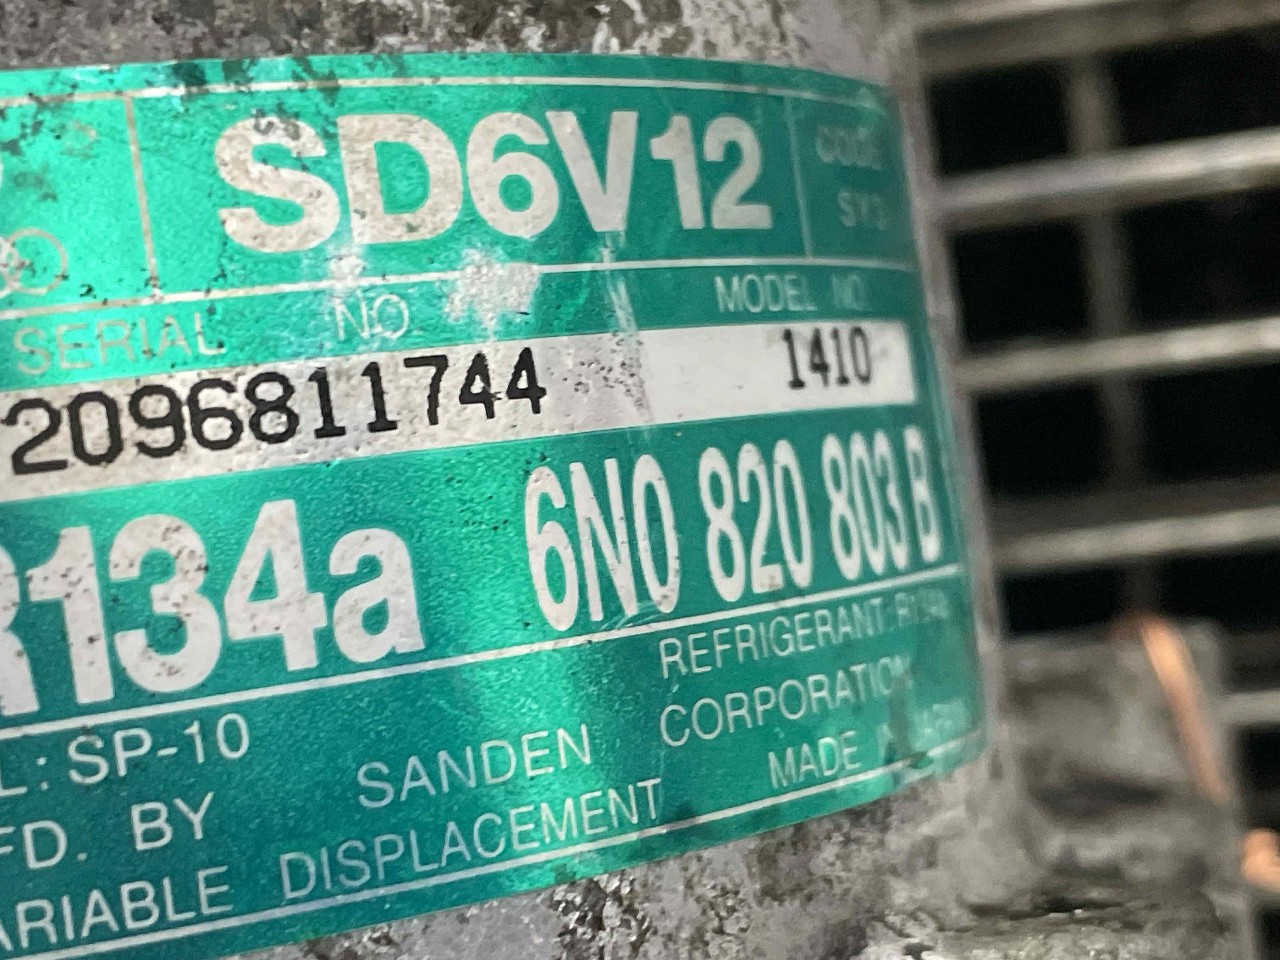 SD6V12
SERIAL NO MODEL NO.
2096811744 1410
R134a 6N0 820 803 B
REFRIGERANT: R134a
L: SP-10 SANDEN CORPORATION
FD. BY MADE
ARIABLE DISPLACEMENT